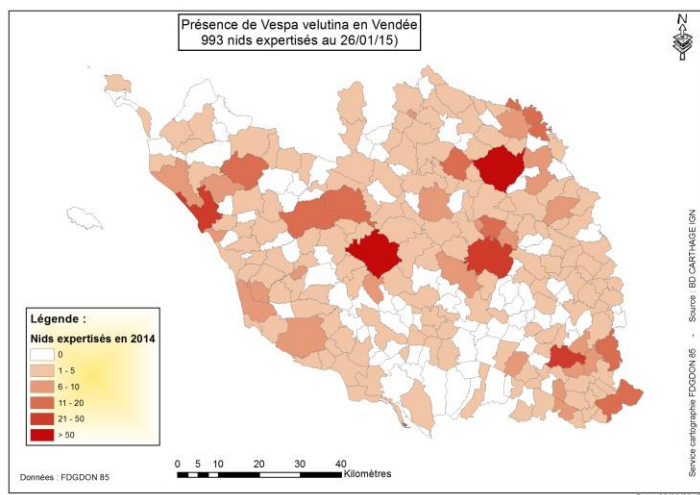 Présence de Vespa velutina en Vendée
993 nids expertisés au 26/01/15)
N
Légende :
Nids expertisés en 2014
0
1 - 5
6 - 10
11 - 20
21 - 50
> 50
Données : FDGDON 85
0 5 10 20 30 40
Kilomètres
Service cartographie FDGDON 85 - Source : BD CARTHAGE IGN